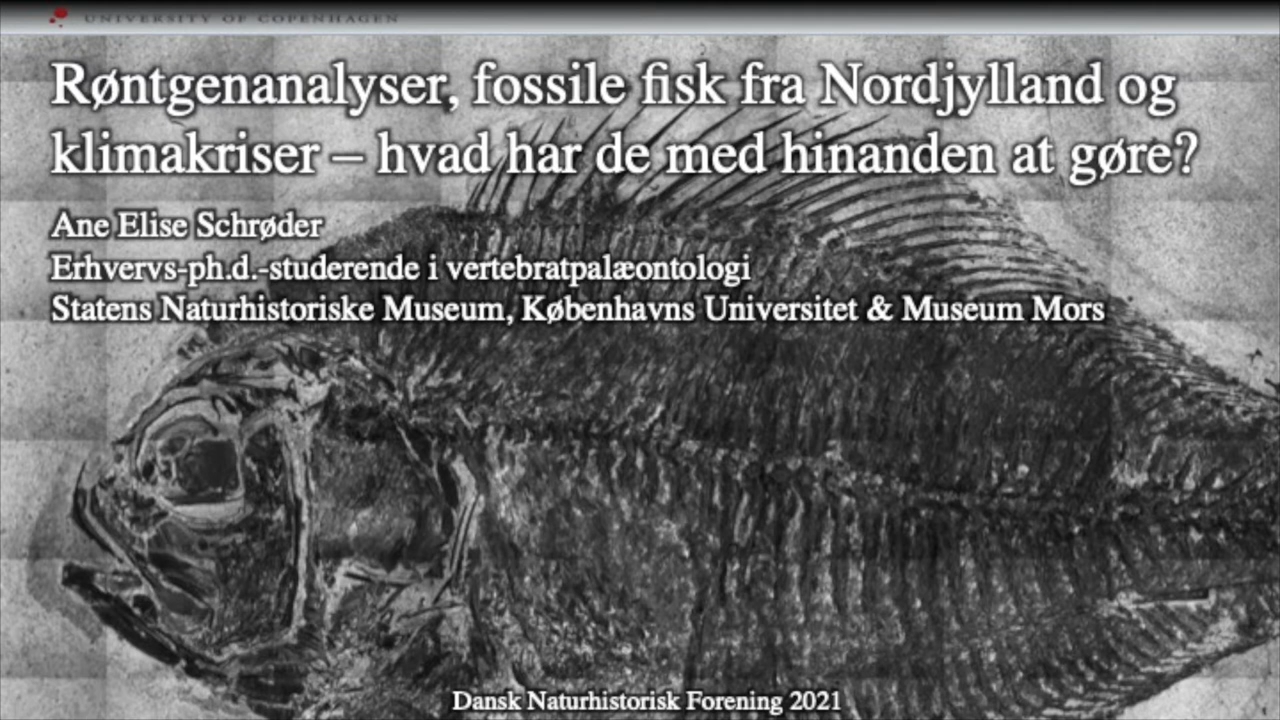 UNIVERSITY OF COPENHAGEN
Røntgenanalyser, fossile fisk fra Nordjylland og
klimakriser – hvad har de med hinanden at gøre?
Ane Elise Schrøder
Erhvervs-ph.d.-studerende i vertebratpalæontologi
Statens Naturhistoriske Museum, Københavns Universitet & Museum Mors
Dansk Naturhistorisk Forening 2021